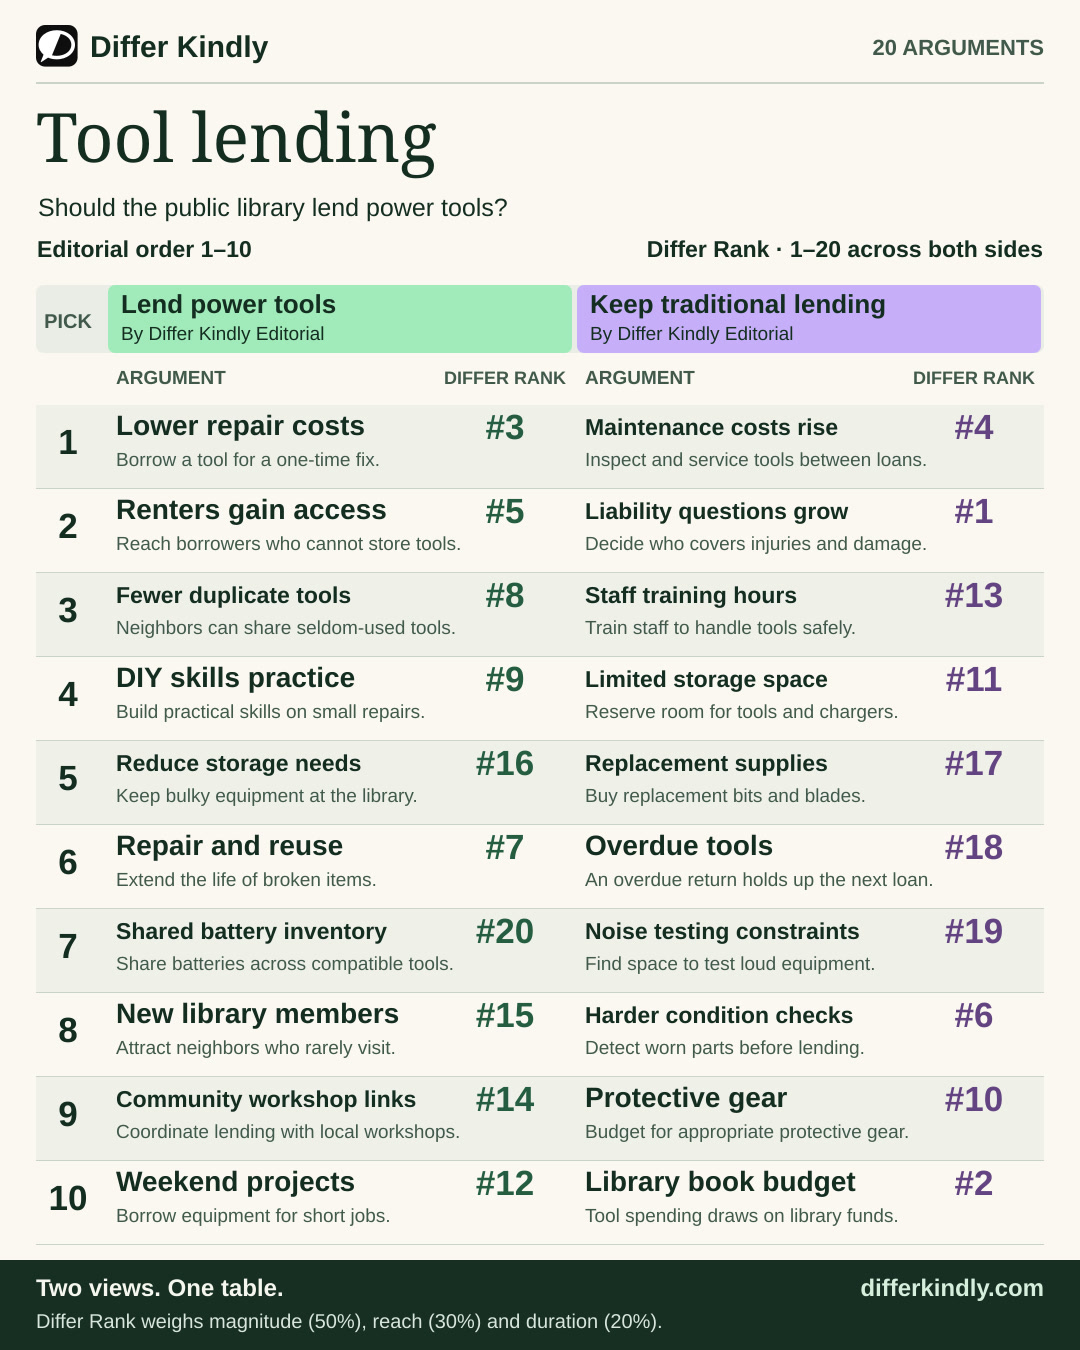 Differ Kindly
20 ARGUMENTS
Tool lending
Should the public library lend power tools?
Editorial order 1–10
Differ Rank · 1–20 across both sides
PICK
Lend power tools
By Differ Kindly Editorial
Keep traditional lending
By Differ Kindly Editorial
ARGUMENT DIFFER RANK ARGUMENT DIFFER RANK
1
Lower repair costs #3
Borrow a tool for a one-time fix.
Maintenance costs rise #4
Inspect and service tools between loans.
2
Renters gain access #5
Reach borrowers who cannot store tools.
Liability questions grow #1
Decide who covers injuries and damage.
3
Fewer duplicate tools #8
Neighbors can share seldom-used tools.
Staff training hours #13
Train staff to handle tools safely.
4
DIY skills practice #9
Build practical skills on small repairs.
Limited storage space #11
Reserve room for tools and chargers.
5
Reduce storage needs #16
Keep bulky equipment at the library.
Replacement supplies #17
Buy replacement bits and blades.
6
Repair and reuse #7
Extend the life of broken items.
Overdue tools #18
An overdue return holds up the next loan.
7
Shared battery inventory #20
Share batteries across compatible tools.
Noise testing constraints #19
Find space to test loud equipment.
8
New library members #15
Attract neighbors who rarely visit.
Harder condition checks #6
Detect worn parts before lending.
9
Community workshop links #14
Coordinate lending with local workshops.
Protective gear #10
Budget for appropriate protective gear.
10
Weekend projects #12
Borrow equipment for short jobs.
Library book budget #2
Tool spending draws on library funds.
Two views. One table.
differkindly.com
Differ Rank weighs magnitude (50%), reach (30%) and duration (20%).